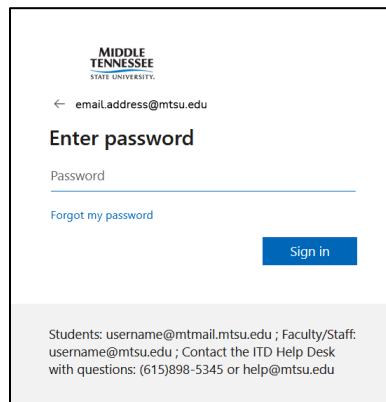 MIDDLE
TENNESSEE
STATE UNIVERSITY.
← email.address@mtsu.edu
Enter password
Password
Forgot my password
Sign in
Students: username@mtmail.mtsu.edu ; Faculty/Staff:
username@mtsu.edu ; Contact the ITD Help Desk
with questions: (615)898-5345 or help@mtsu.edu